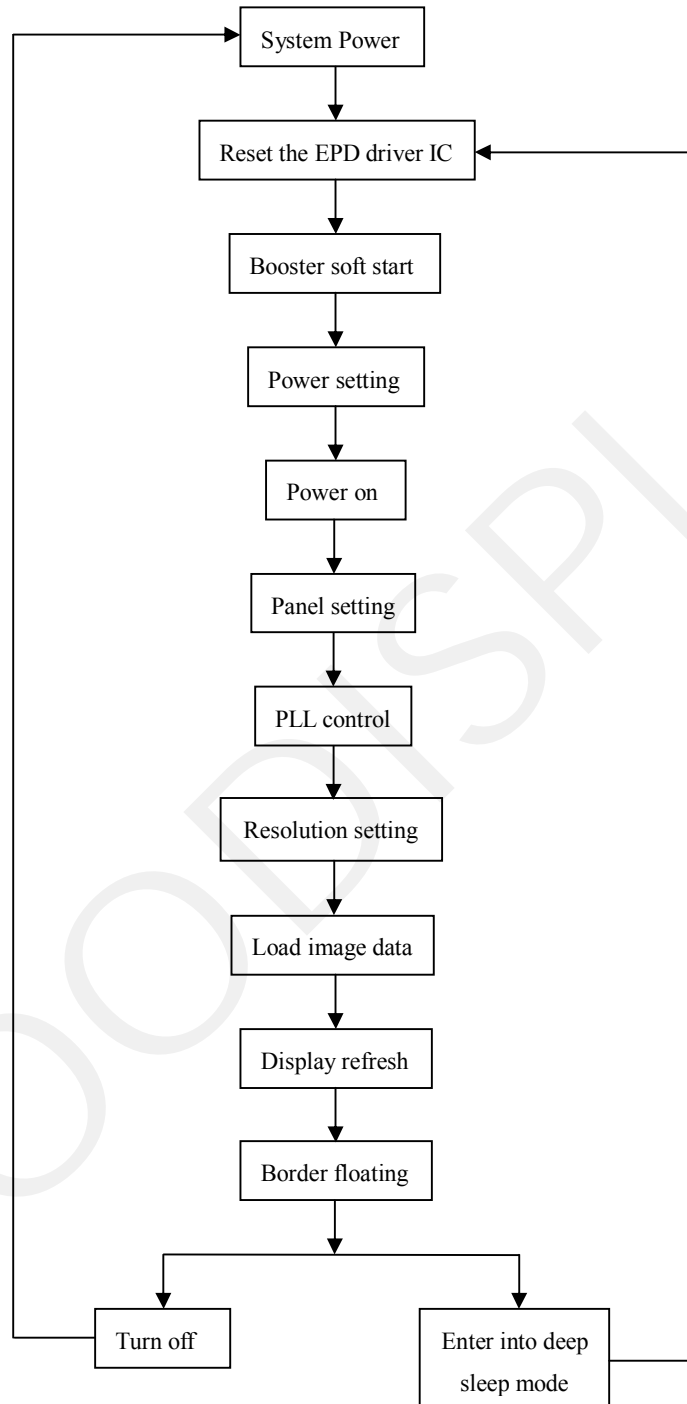 System Power
Reset the EPD driver IC
Booster soft start
Power setting
Power on
Panel setting
PLL control
Resolution setting
Load image data
Display refresh
Border floating
Turn off
Enter into deep
sleep mode
OODISPL